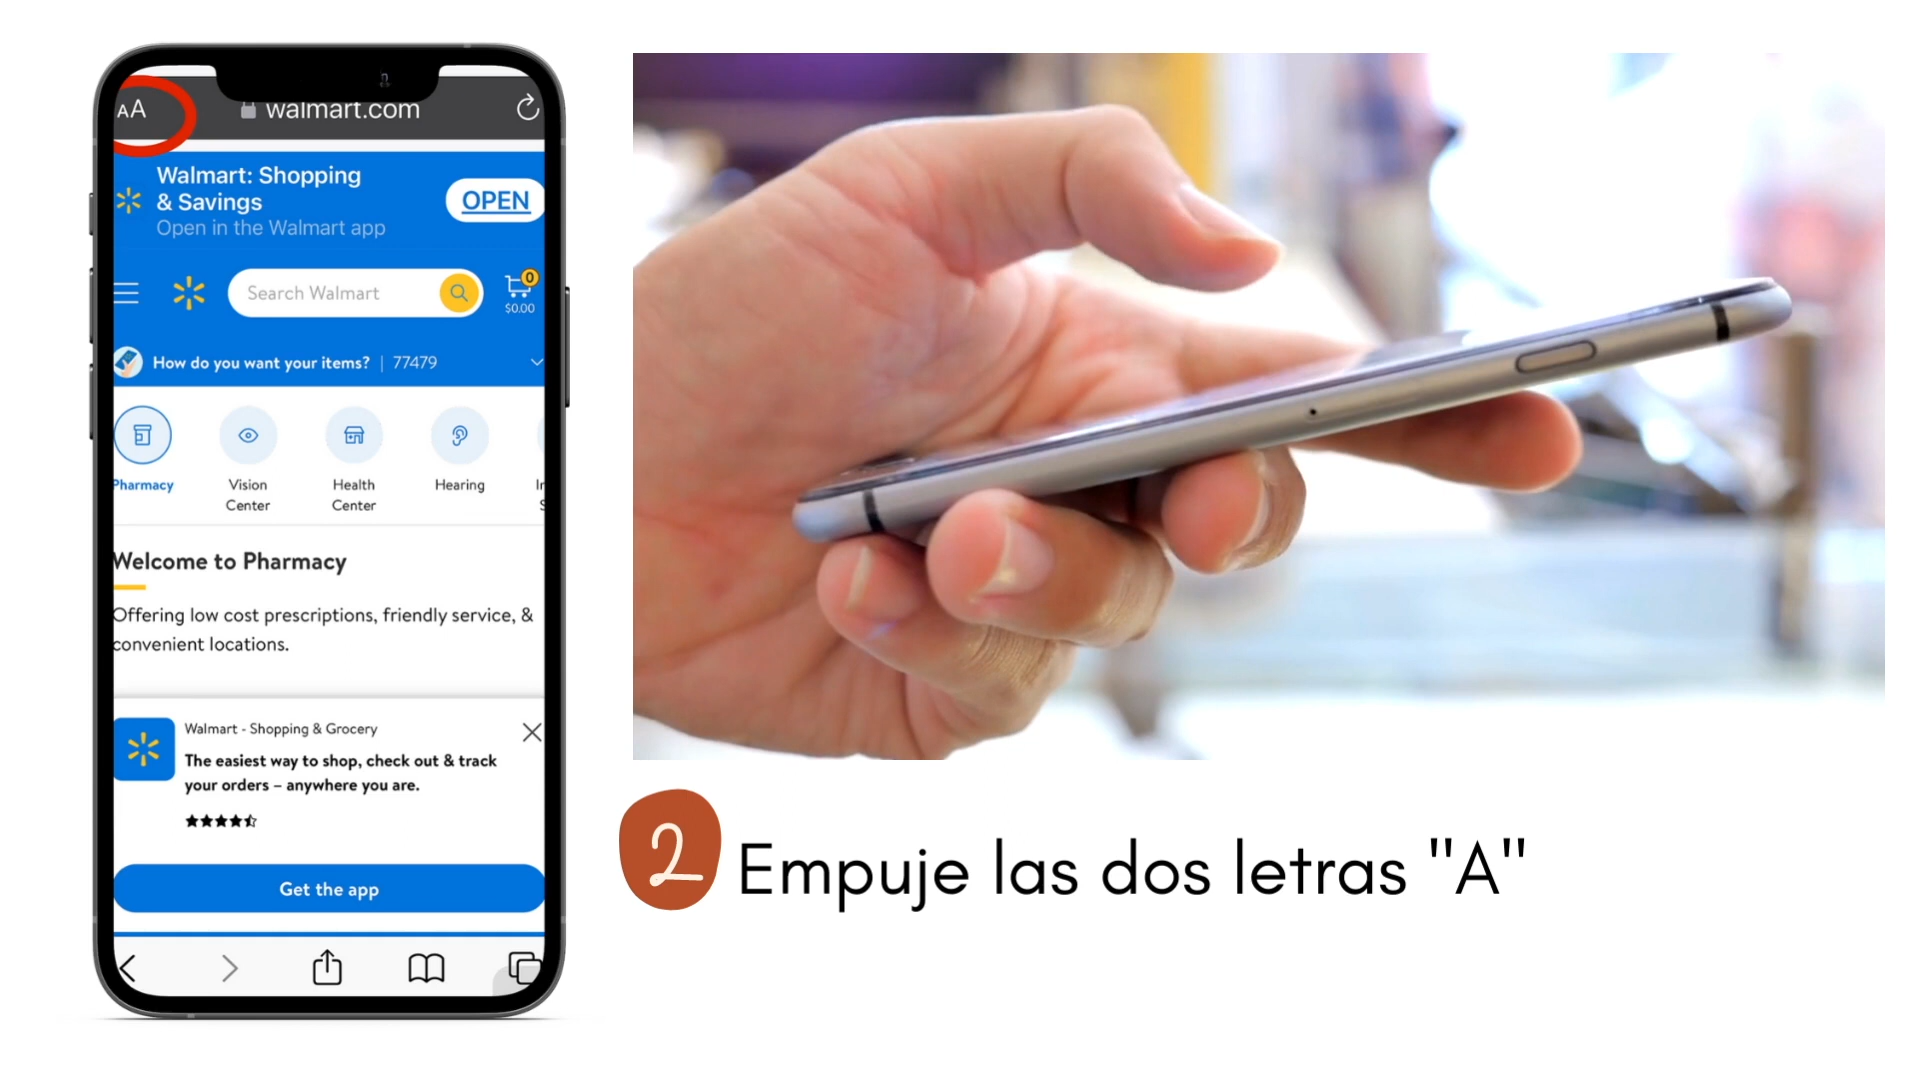 AA
walmart.com
Walmart: Shopping
& Savings
Open in the Walmart app
OPEN
Search Walmart
0
$0.00
How do you want your items? | 77479
Pharmacy
Vision
Center
Health
Center
Hearing
Welcome to Pharmacy
Offering low cost prescriptions, friendly service, &
convenient locations.
Walmart - Shopping & Grocery
The easiest way to shop, check out & track
your orders – anywhere you are.
Get the app
2 Empuje las dos letras "A"